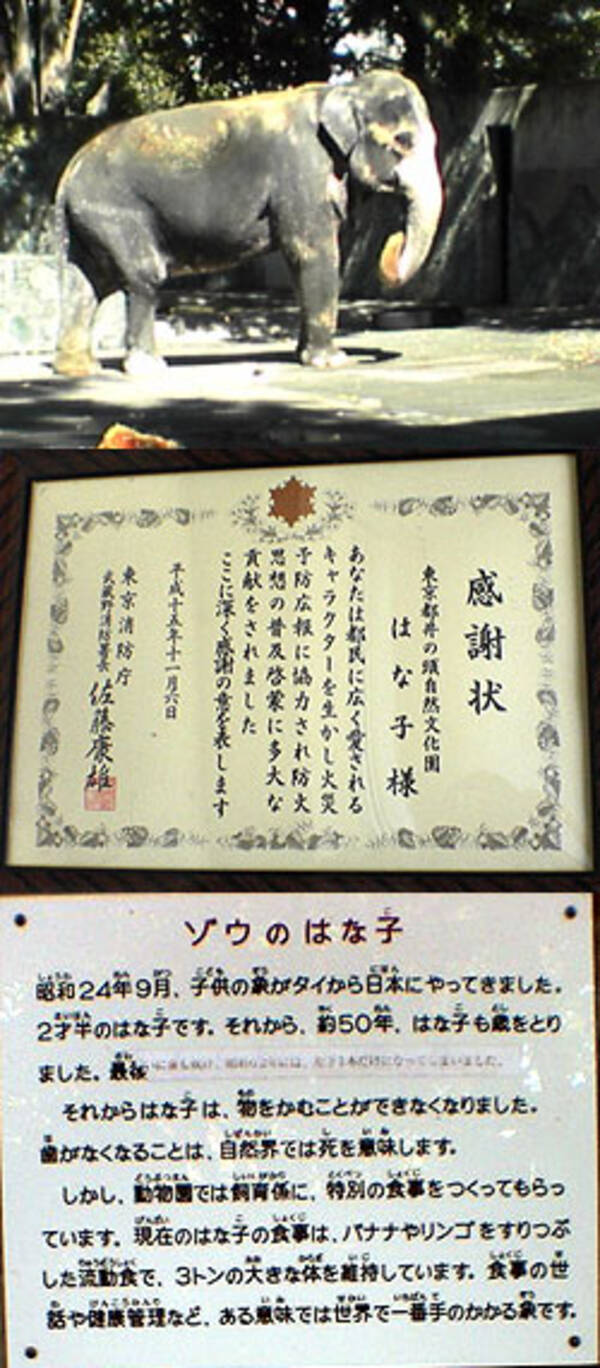 感謝状
東京都井の頭自然文化園
はな子様
あなたは都民に広く愛される
キャラクターを生かし火災
予防広報に協力され防火
思想の普及啓蒙に多大な
貢献をされました
ここに深く感謝の意を表します
平成十五年十一月六日
東京消防庁
武蔵野消防署長 佐藤康雄
ゾウのはな子
昭和24年9月、子供の象がタイから日本にやってきました。
2才半のはな子です。それから、約50年、はな子も歳をとり
ました。最後
それからはな子は、物をかむことができなくなりました。
歯がなくなることは、自然界では死を意味します。
しかし、動物園では飼育係に、特別の食事をつくってもらっ
ています。現在のはな子の食事は、バナナやリンゴをすりつぶ
した流動食で、3トンの大きな体を維持しています。食事の世
話や健康管理など、ある意味では世界で一番手のかかる象です。